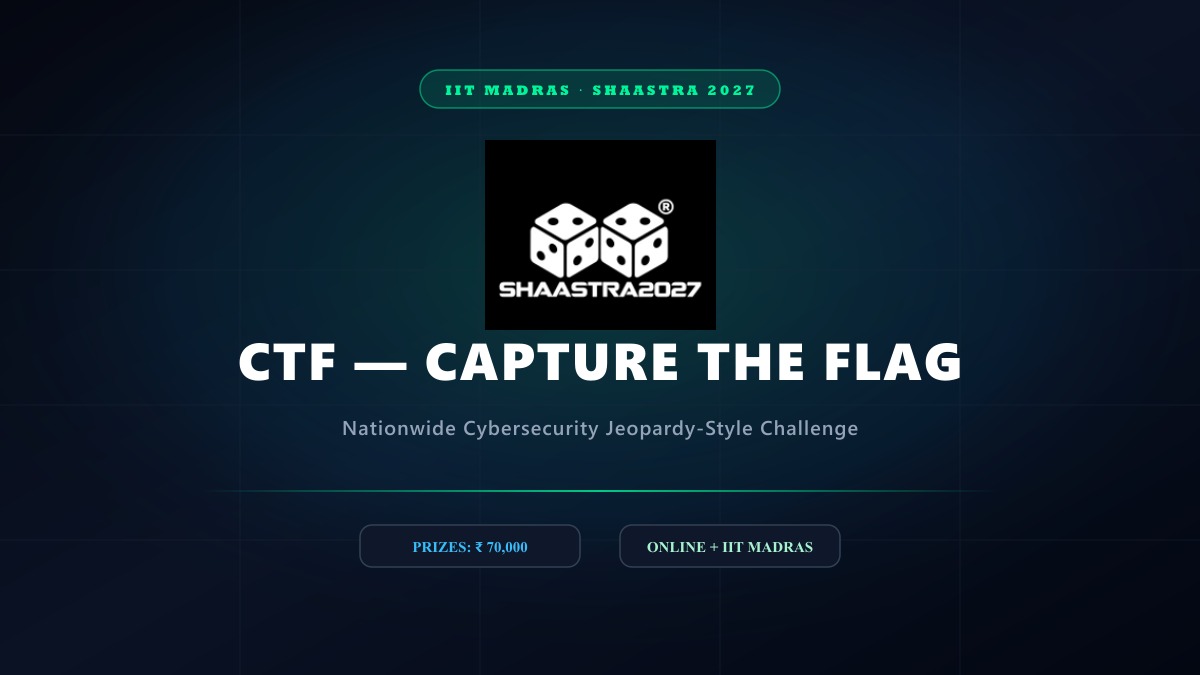 IIT MADRAS · SHAASTRA 2027
®
SHAASTRA2027
CTF — CAPTURE THE FLAG
Nationwide Cybersecurity Jeopardy-Style Challenge
PRIZES: ₹ 70,000
ONLINE + IIT MADRAS